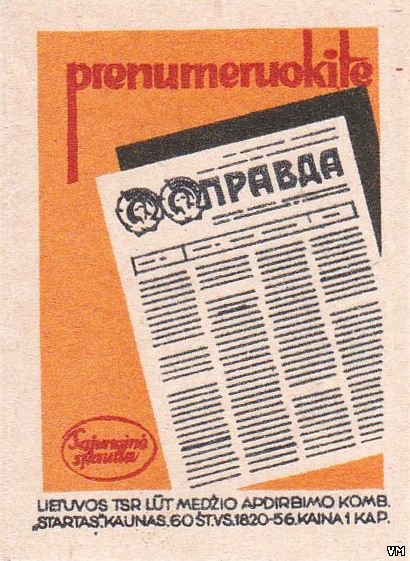 prenumeruokite
ПРАВДА
Sąjunginė
spauda
LIETUVOS TSR LŪT MEDŽIO APDIRBIMO KOMB.
„STARTAS“. KAUNAS. 60 ŠT. VS. 1820-56. KAINA 1 KAP.
VM